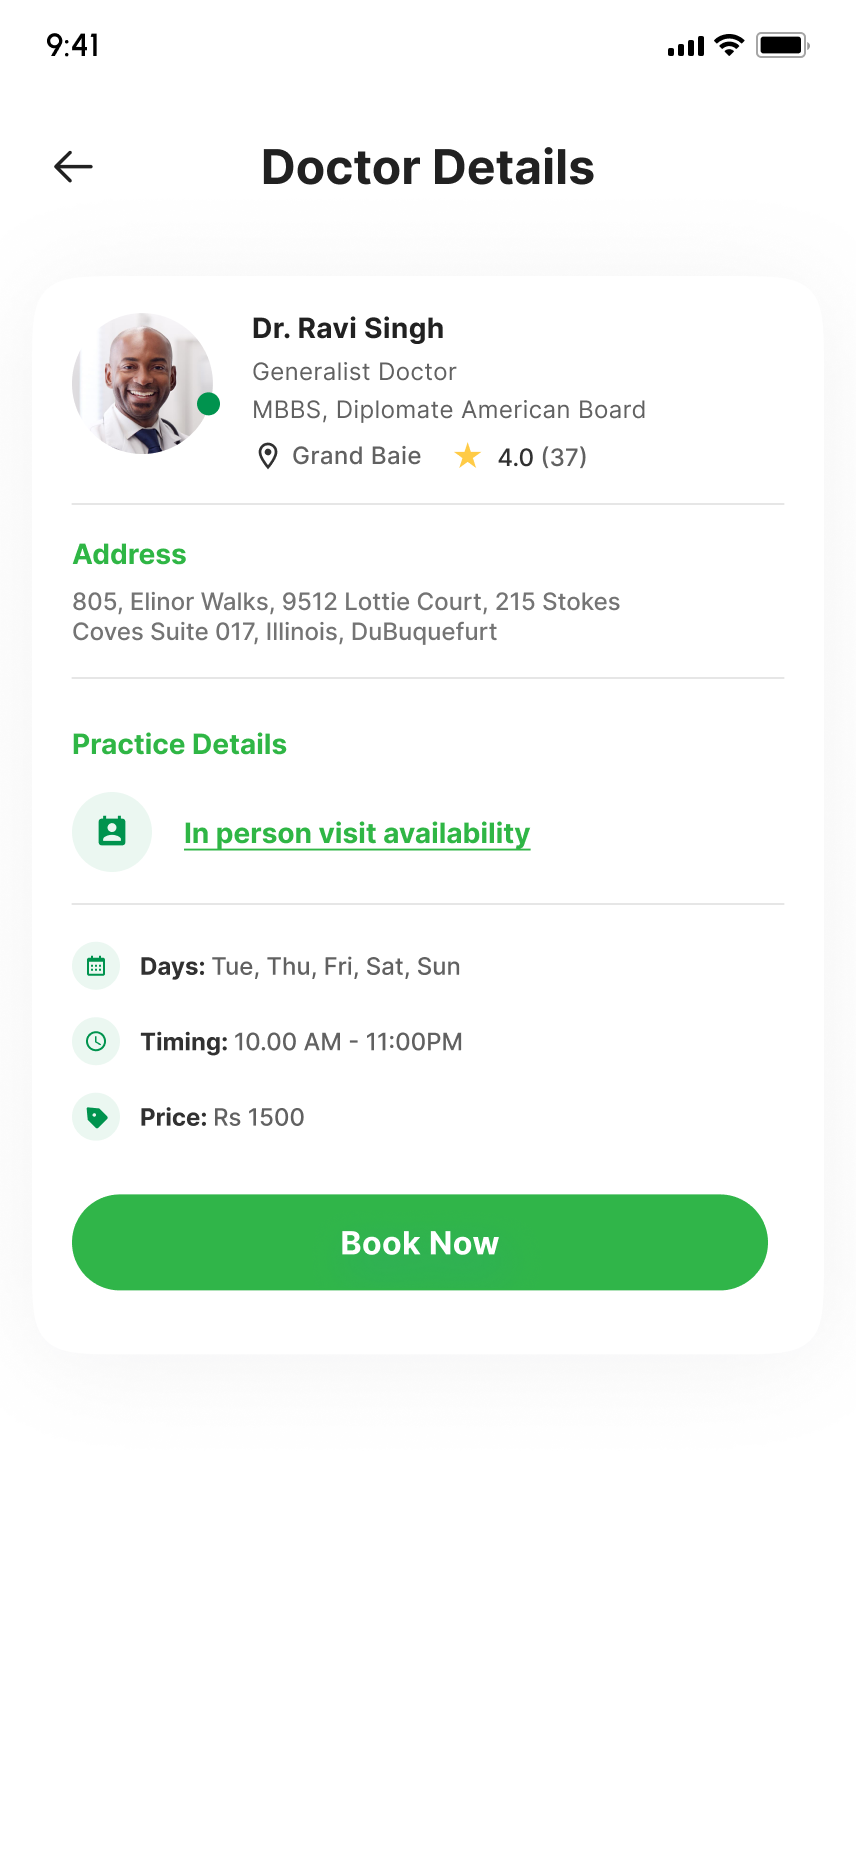 9:41
Doctor Details
Dr. Ravi Singh
Generalist Doctor
MBBS, Diplomate American Board
Grand Baie 4.0 (37)
Address
805, Elinor Walks, 9512 Lottie Court, 215 Stokes
Coves Suite 017, Illinois, DuBuquefurt
Practice Details
In person visit availability
Days: Tue, Thu, Fri, Sat, Sun
Timing: 10.00 AM - 11:00PM
Price: Rs 1500
Book Now